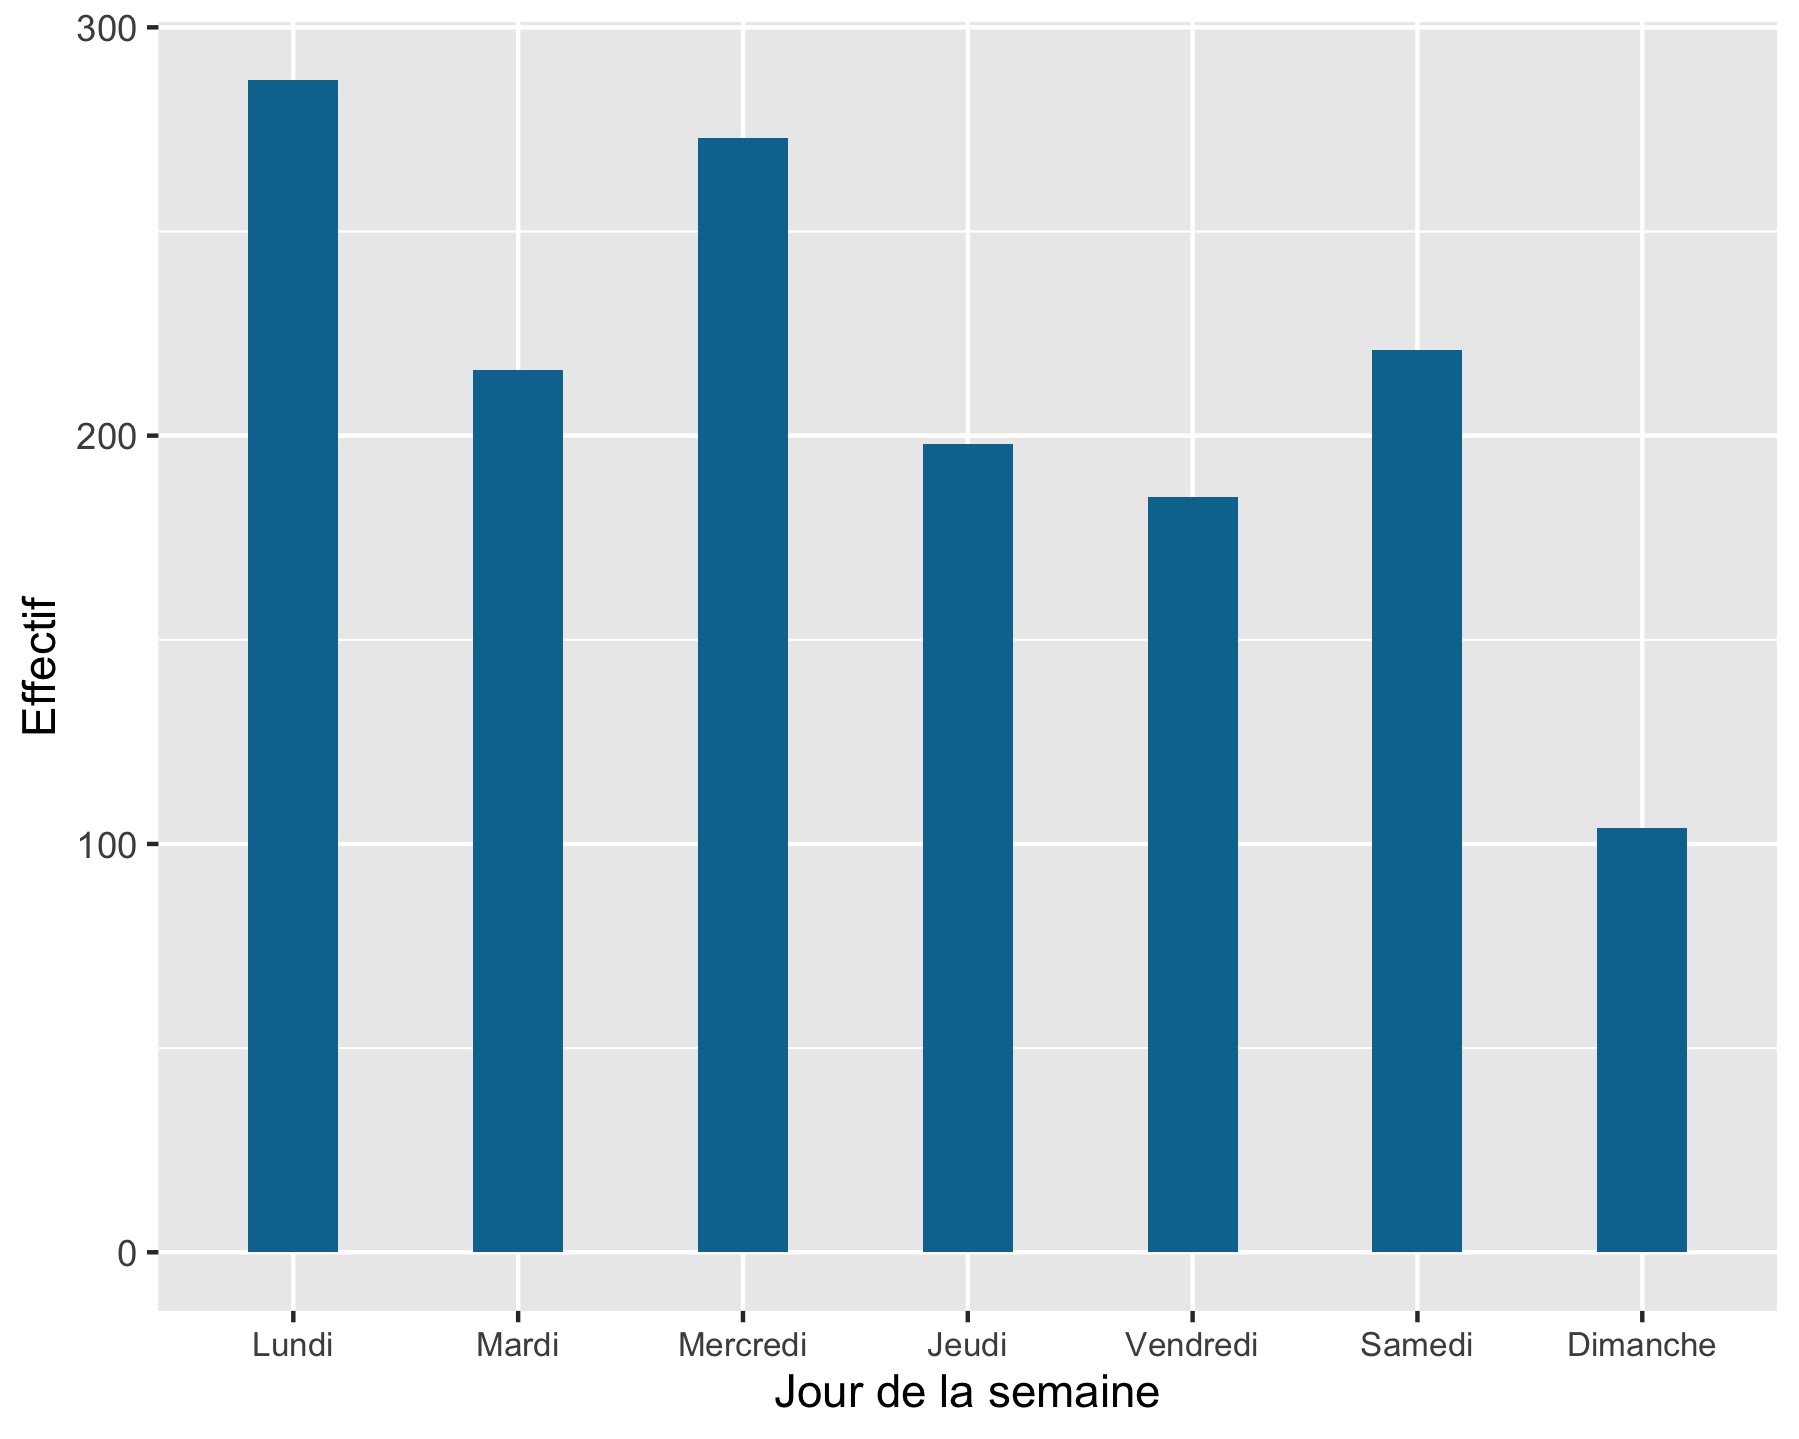 300
200
100
0
Effectif
Lundi Mardi Mercredi Jeudi Vendredi Samedi Dimanche
Jour de la semaine